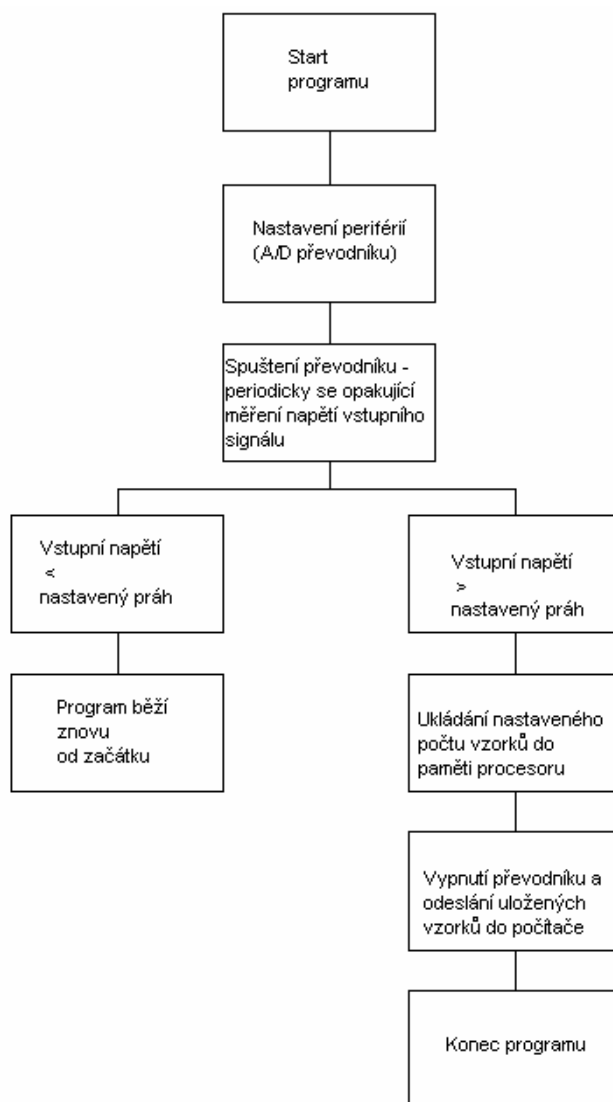 Start
programu
Nastavení periférií
(A/D převodníku)
Spuštení převodníku -
periodicky se opakující
měření napětí vstupního
signálu
Vstupní napětí
<
nastavený práh
Vstupní napětí
>
nastavený práh
Program běží
znovu
od začátku
Ukládání nastaveného
počtu vzorků do
paměti procesoru
Vypnutí převodníku a
odeslání uložených
vzorků do počítače
Konec programu